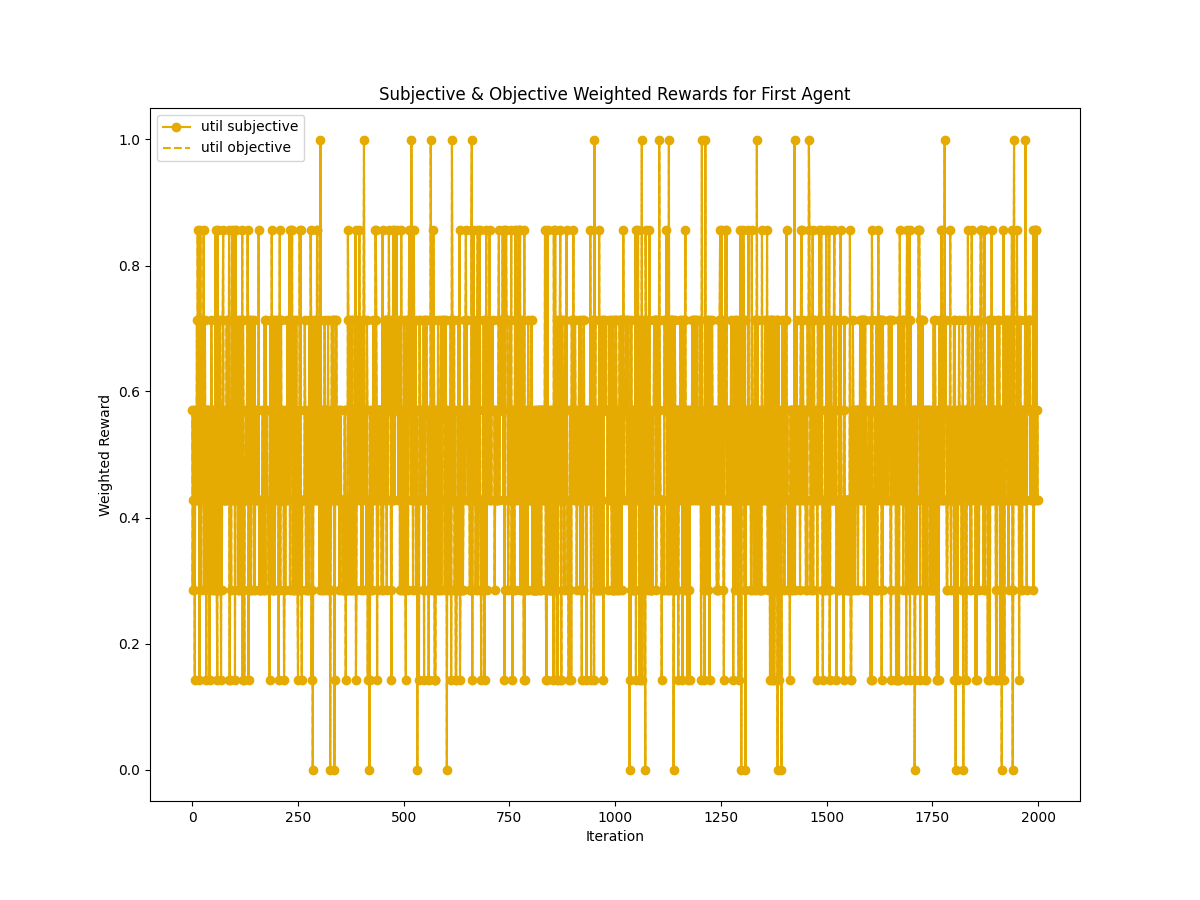 Subjective & Objective Weighted Rewards for First Agent
util subjective
util objective
1.0
0.8
0.6
0.4
0.2
0.0
Weighted Reward
0 250 500 750 1000 1250 1500 1750 2000
Iteration